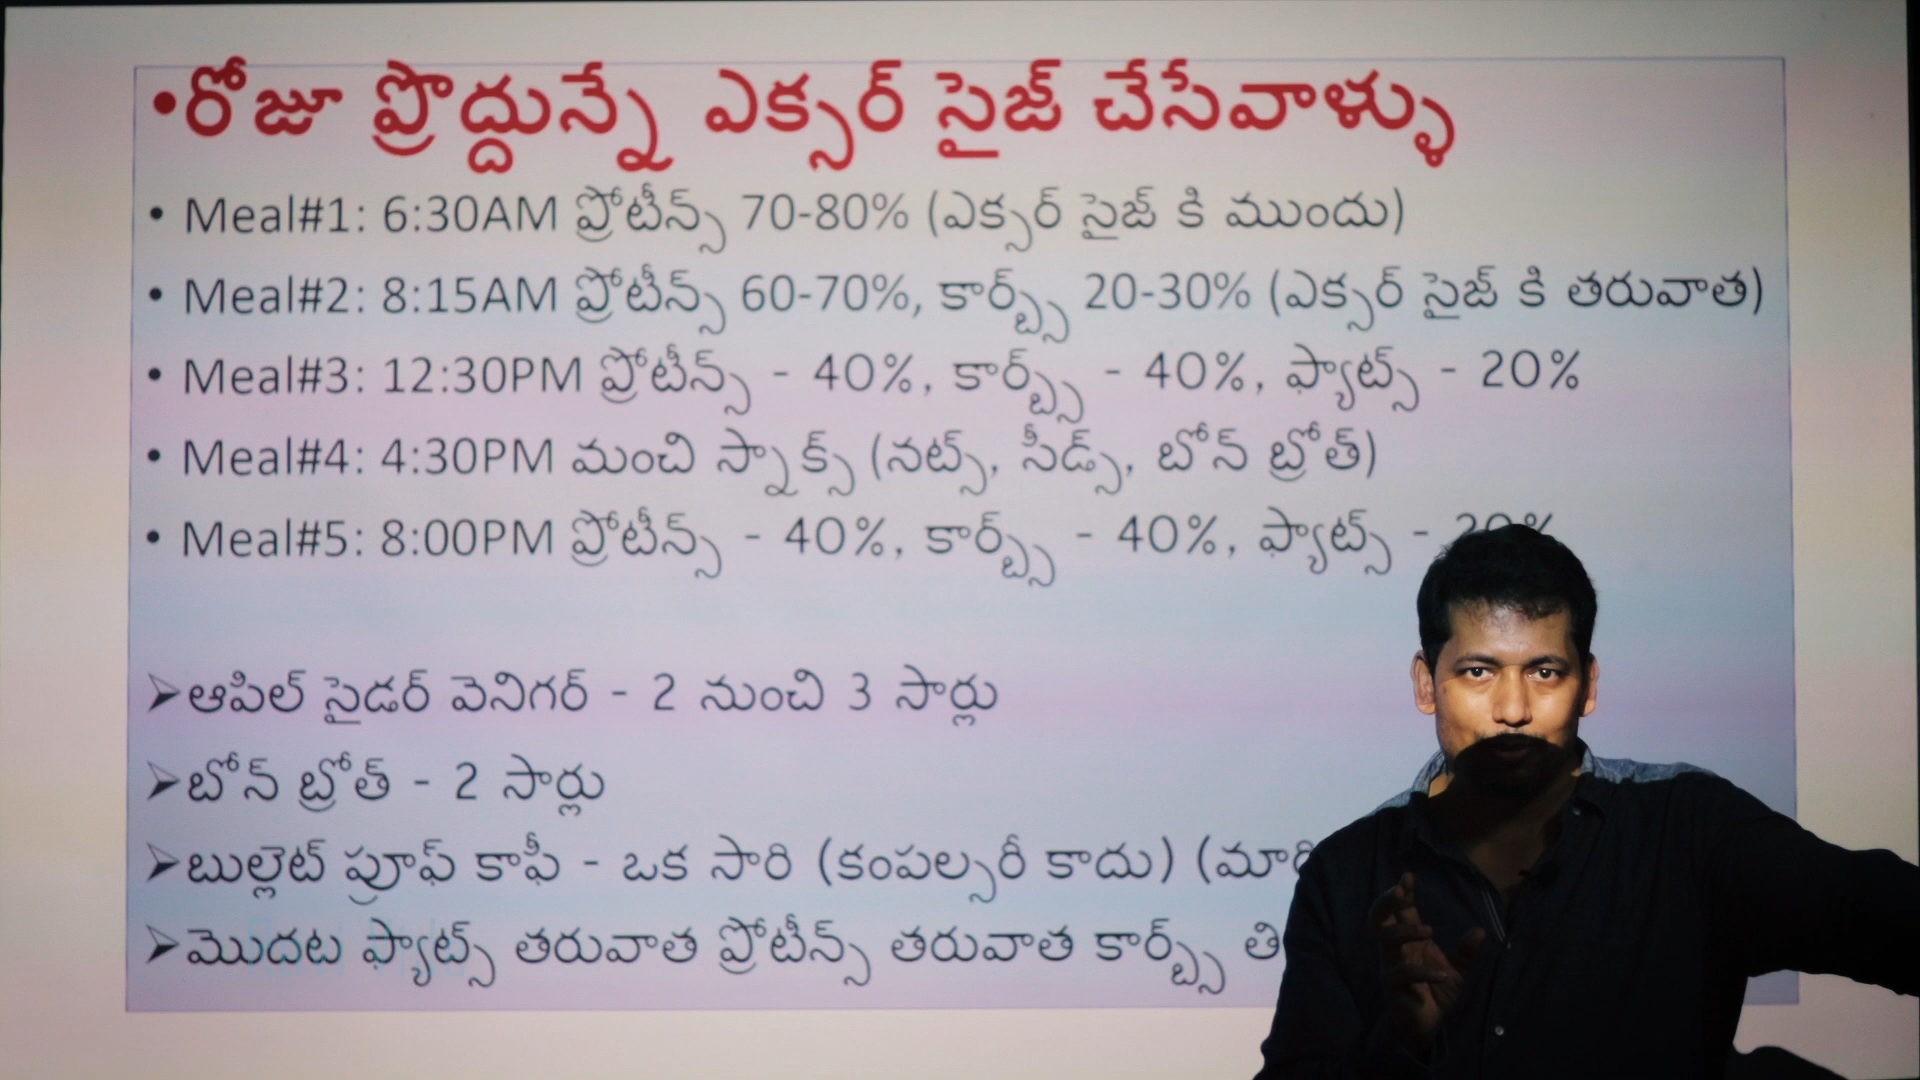 •రోజూ ప్రొద్దున్నే ఎక్సర్ సైజ్ చేసేవాళ్ళు
• Meal#1: 6:30AM ప్రోటీన్స్ 70-80% (ఎక్సర్ సైజ్ కి ముందు)
• Meal#2: 8:15AM ప్రోటీన్స్ 60-70%, కార్బ్స్ 20-30% (ఎక్సర్ సైజ్ కి తరువాత)
• Meal#3: 12:30PM ప్రోటీన్స్ - 40%, కార్బ్స్ - 40%, ఫ్యాట్స్ - 20%
• Meal#4: 4:30PM మంచి స్నాక్స్ (నట్స్, సీడ్స్, బోన్ బ్రోత్)
• Meal#5: 8:00PM ప్రోటీన్స్ - 40%, కార్బ్స్ - 40%, ఫ్యాట్స్ - 20%
➢ఆపిల్ సైడర్ వెనిగర్ - 2 నుంచి 3 సార్లు
➢బోన్ బ్రోత్ - 2 సార్లు
➢బుల్లెట్ ప్రూఫ్ కాఫీ - ఒక సారి (కంపల్సరీ కాదు)
➢మొదట ఫ్యాట్స్ తరువాత ప్రోటీన్స్ తరువాత కార్బ్స్